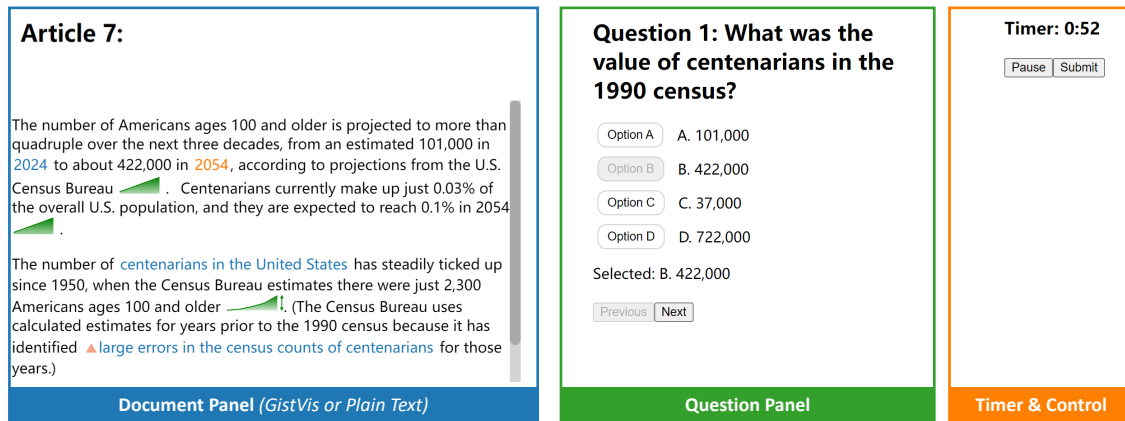 Article 7:
The number of Americans ages 100 and older is projected to more than
quadruple over the next three decades, from an estimated 101,000 in
2024 to about 422,000 in 2054, according to projections from the U.S.
Census Bureau . Centenarians currently make up just 0.03% of
the overall U.S. population, and they are expected to reach 0.1% in 2054
.
The number of centenarians in the United States has steadily ticked up
since 1950, when the Census Bureau estimates there were just 2,300
Americans ages 100 and older . (The Census Bureau uses
calculated estimates for years prior to the 1990 census because it has
identified large errors in the census counts of centenarians for those
years.)
Document Panel (GistVis or Plain Text)
Question 1: What was the
value of centenarians in the
1990 census?
Option A A. 101,000
Option B B. 422,000
Option C C. 37,000
Option D D. 722,000
Selected: B. 422,000
Previous Next
Question Panel
Timer: 0:52
Pause Submit
Timer & Control